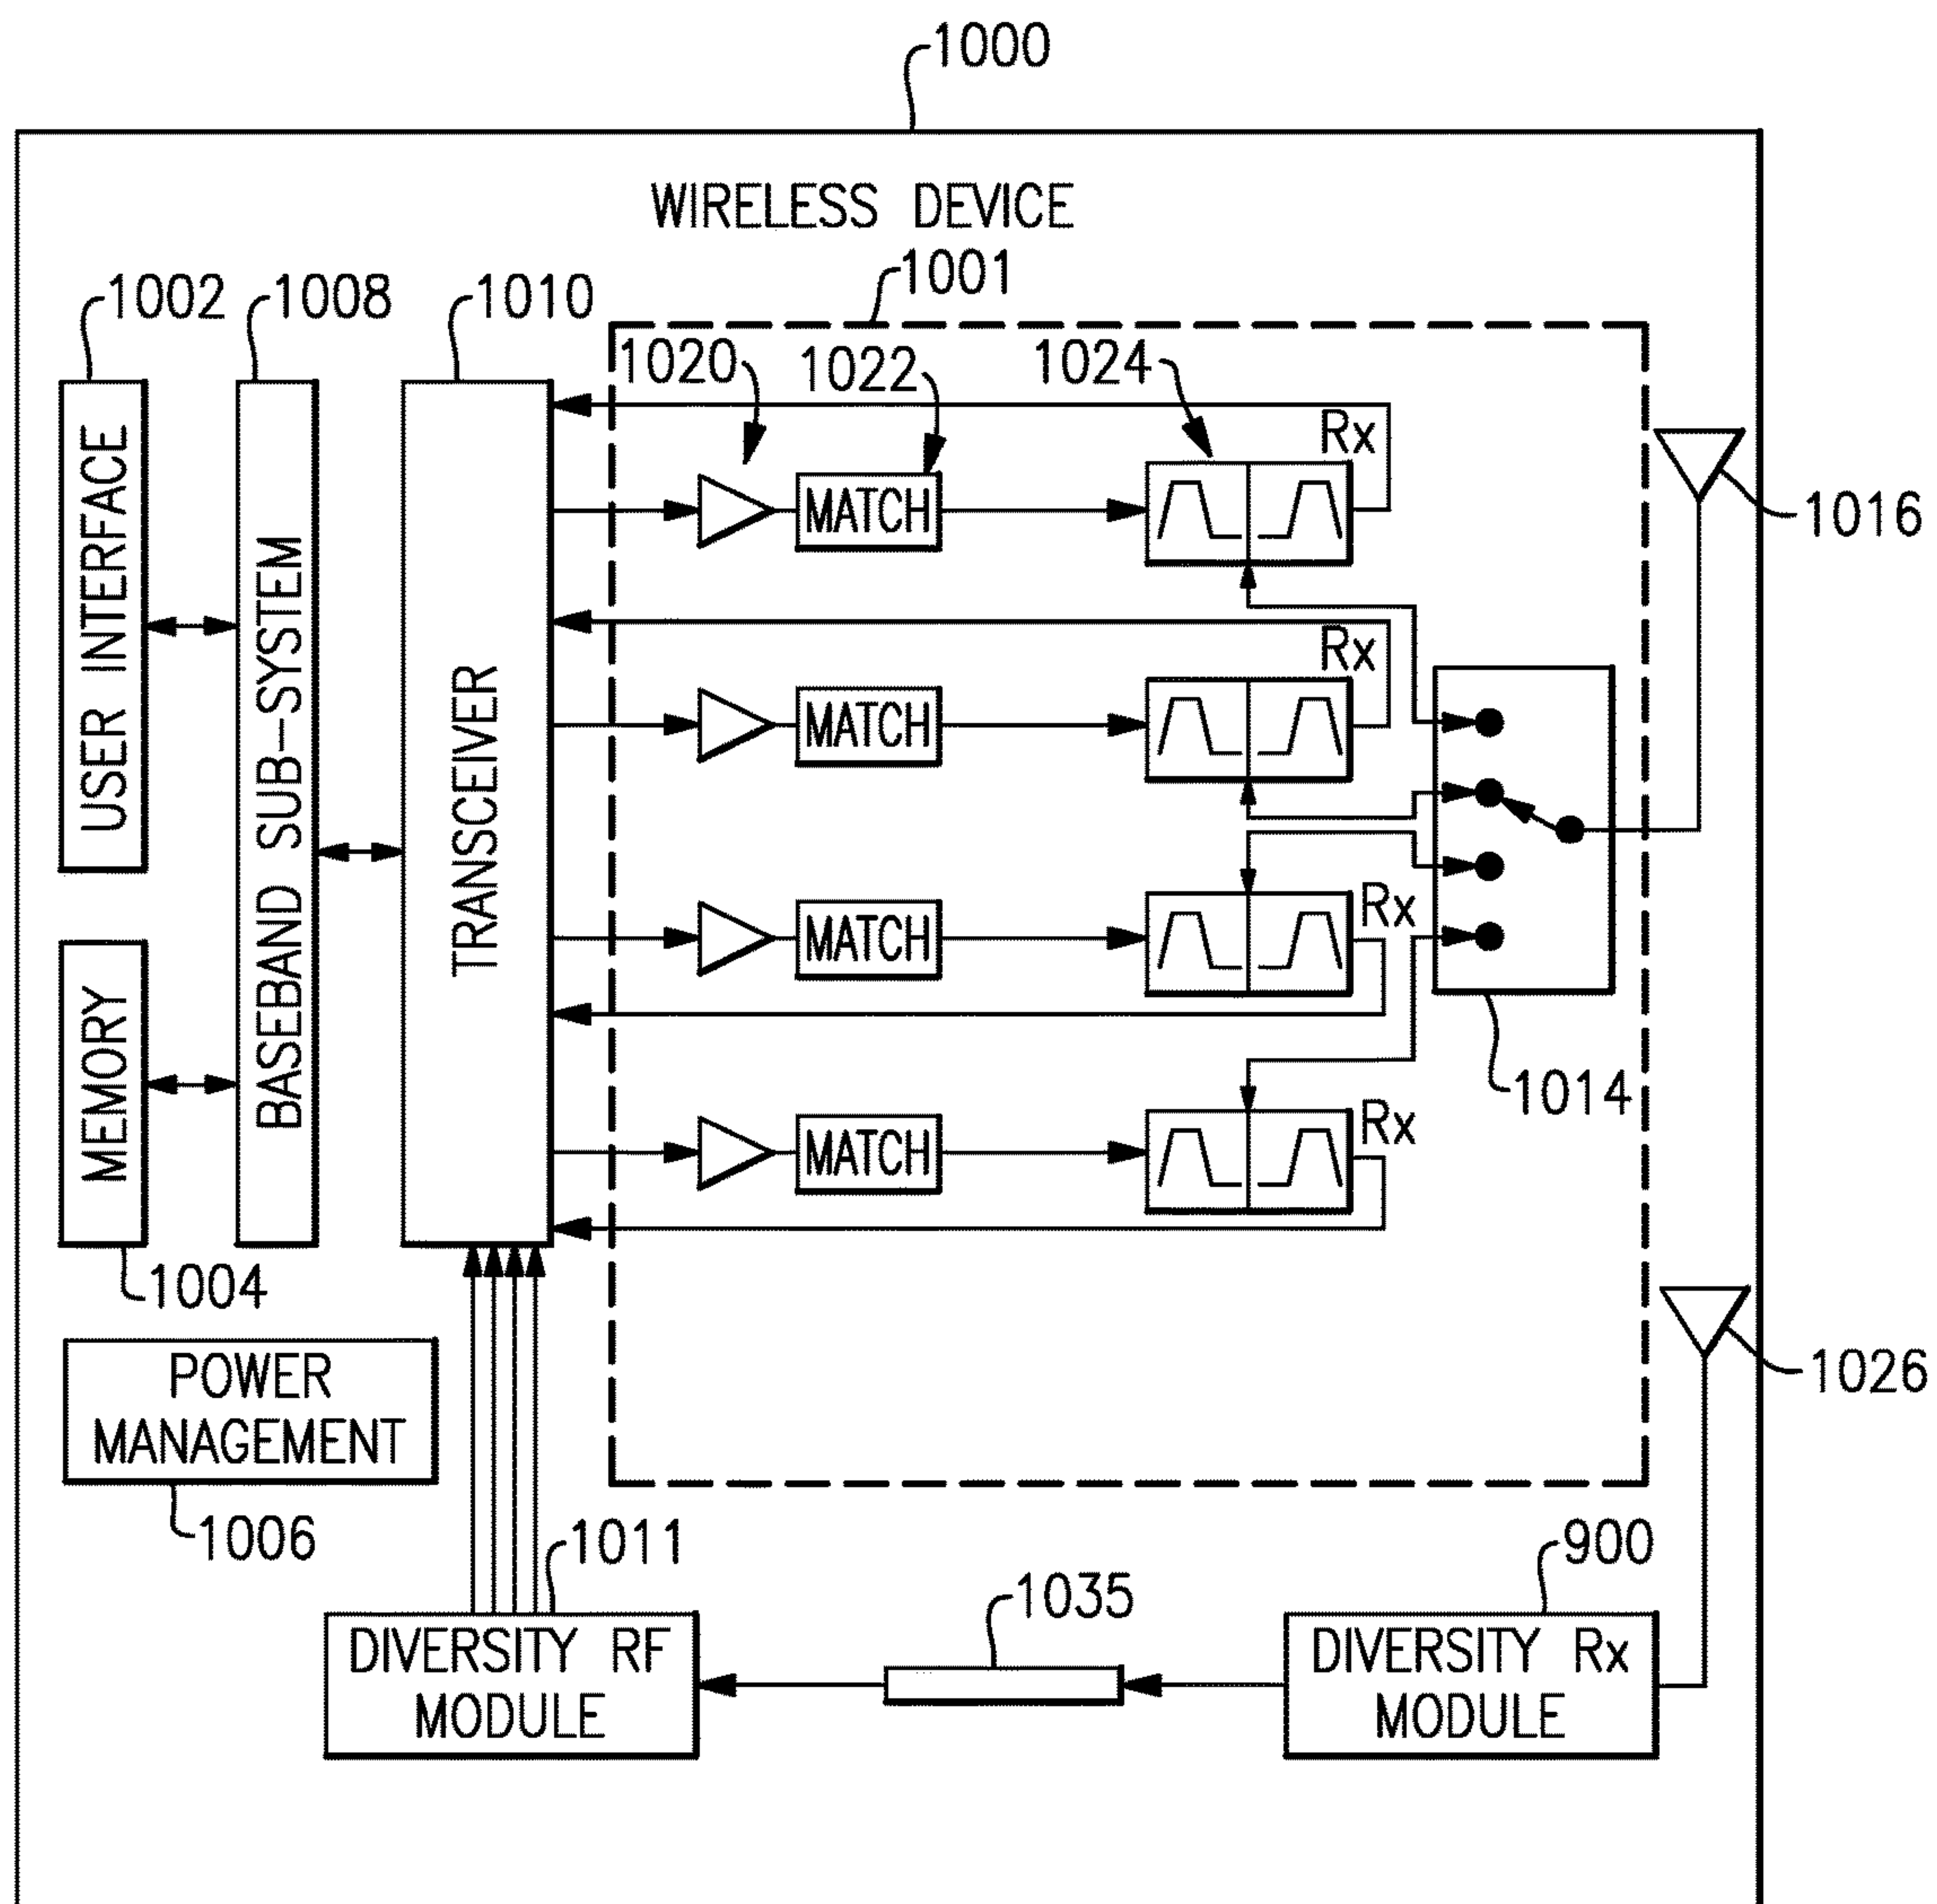 1000
WIRELESS DEVICE
1001
1002
1008
1010
1020
1022
1024
Rx
MATCH
1016
USER INTERFACE
BASEBAND SUB-SYSTEM
TRANSCEIVER
Rx
MATCH
Rx
MATCH
MEMORY
1014
Rx
MATCH
1004
POWER
MANAGEMENT
1026
1006
1011
1035
900
DIVERSITY RF
MODULE
DIVERSITY Rx
MODULE